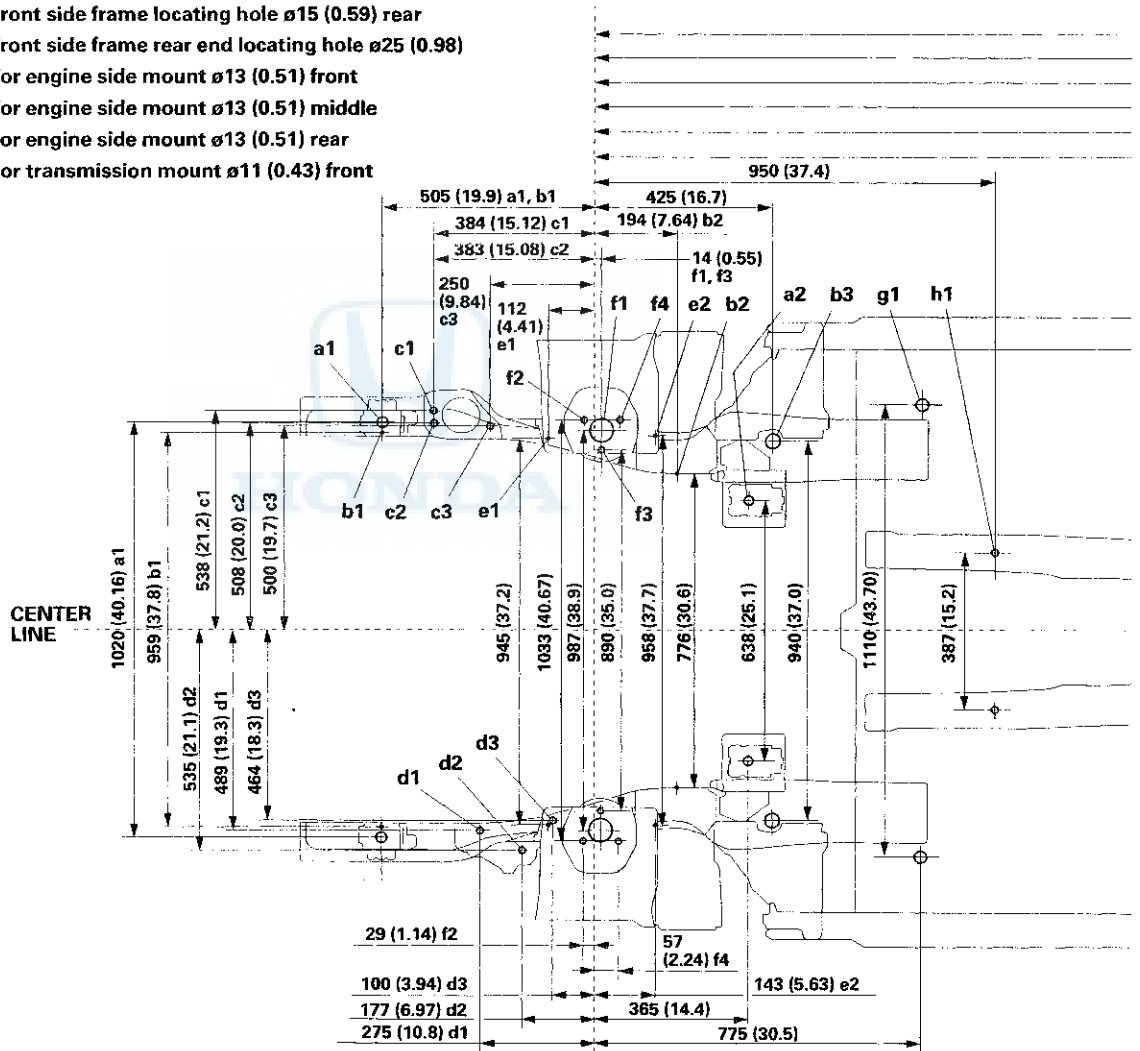 ront side frame locating hole ø15 (0.59) rear
ront side frame rear end locating hole ø25 (0.98)
or engine side mount ø13 (0.51) front
or engine side mount ø13 (0.51) middle
or engine side mount ø13 (0.51) rear
or transmission mount ø11 (0.43) front
950 (37.4)
505 (19.9) a1, b1
425 (16.7)
384 (15.12) c1
194 (7.64) b2
383 (15.08) c2
14 (0.55)
f1, f3
250
(9.84)
c3
112
(4.41)
e1
f1
f4
e2
b2
a2
b3
g1
h1
a1
c1
f2
b1
c2
c3
e1
f3
HONDA
CENTER
LINE
1020 (40.16) a1
959 (37.8) b1
538 (21.2) c1
508 (20.0) c2
500 (19.7) c3
945 (37.2)
1033 (40.67)
987 (38.9)
890 (35.0)
958 (37.7)
776 (30.6)
638 (25.1)
940 (37.0)
1110 (43.70)
387 (15.2)
535 (21.1) d2
489 (19.3) d1
464 (18.3) d3
d1
d2
d3
29 (1.14) f2
57
(2.24) f4
100 (3.94) d3
143 (5.63) e2
177 (6.97) d2
365 (14.4)
275 (10.8) d1
775 (30.5)